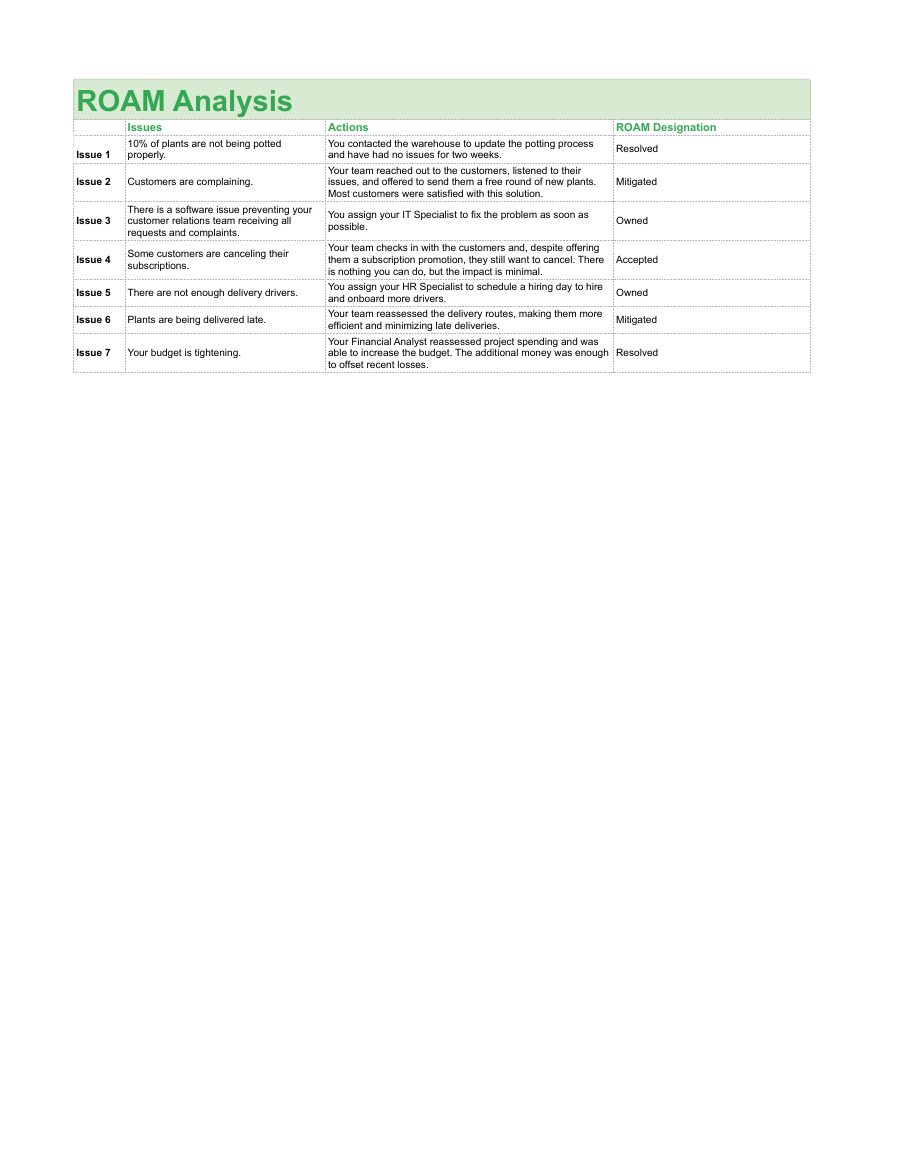 ROAM Analysis
Issues Actions ROAM Designation
Issue 1
10% of plants are not being potted
properly.
You contacted the warehouse to update the potting process
and have had no issues for two weeks.
Resolved
Issue 2
Customers are complaining.
Your team reached out to the customers, listened to their
issues, and offered to send them a free round of new plants.
Most customers were satisfied with this solution.
Mitigated
Issue 3
There is a software issue preventing your
customer relations team receiving all
requests and complaints.
You assign your IT Specialist to fix the problem as soon as
possible.
Owned
Issue 4
Some customers are canceling their
subscriptions.
Your team checks in with the customers and, despite offering
them a subscription promotion, they still want to cancel. There
is nothing you can do, but the impact is minimal.
Accepted
Issue 5
There are not enough delivery drivers.
You assign your HR Specialist to schedule a hiring day to hire
and onboard more drivers.
Owned
Issue 6
Plants are being delivered late.
Your team reassessed the delivery routes, making them more
efficient and minimizing late deliveries.
Mitigated
Issue 7
Your budget is tightening.
Your Financial Analyst reassessed project spending and was
able to increase the budget. The additional money was enough
to offset recent losses.
Resolved